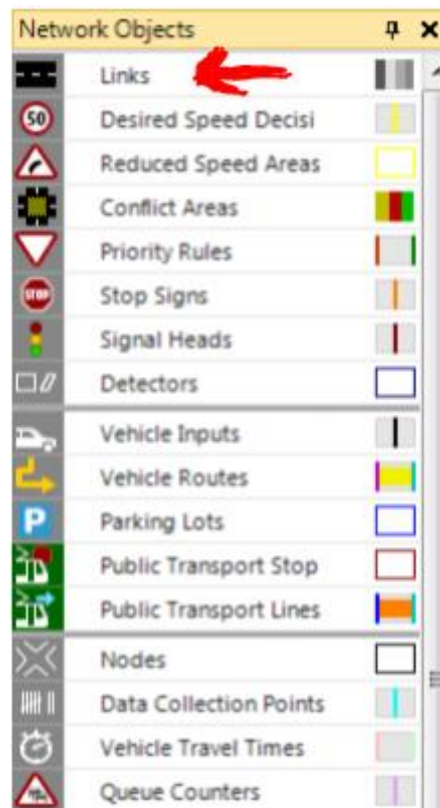 Network Objects
Links
50
Desired Speed Decisi
Reduced Speed Areas
Conflict Areas
Priority Rules
STOP
Stop Signs
Signal Heads
Detectors
Vehicle Inputs
Vehicle Routes
P
Parking Lots
Public Transport Stop
Public Transport Lines
Nodes
Data Collection Points
Vehicle Travel Times
Queue Counters